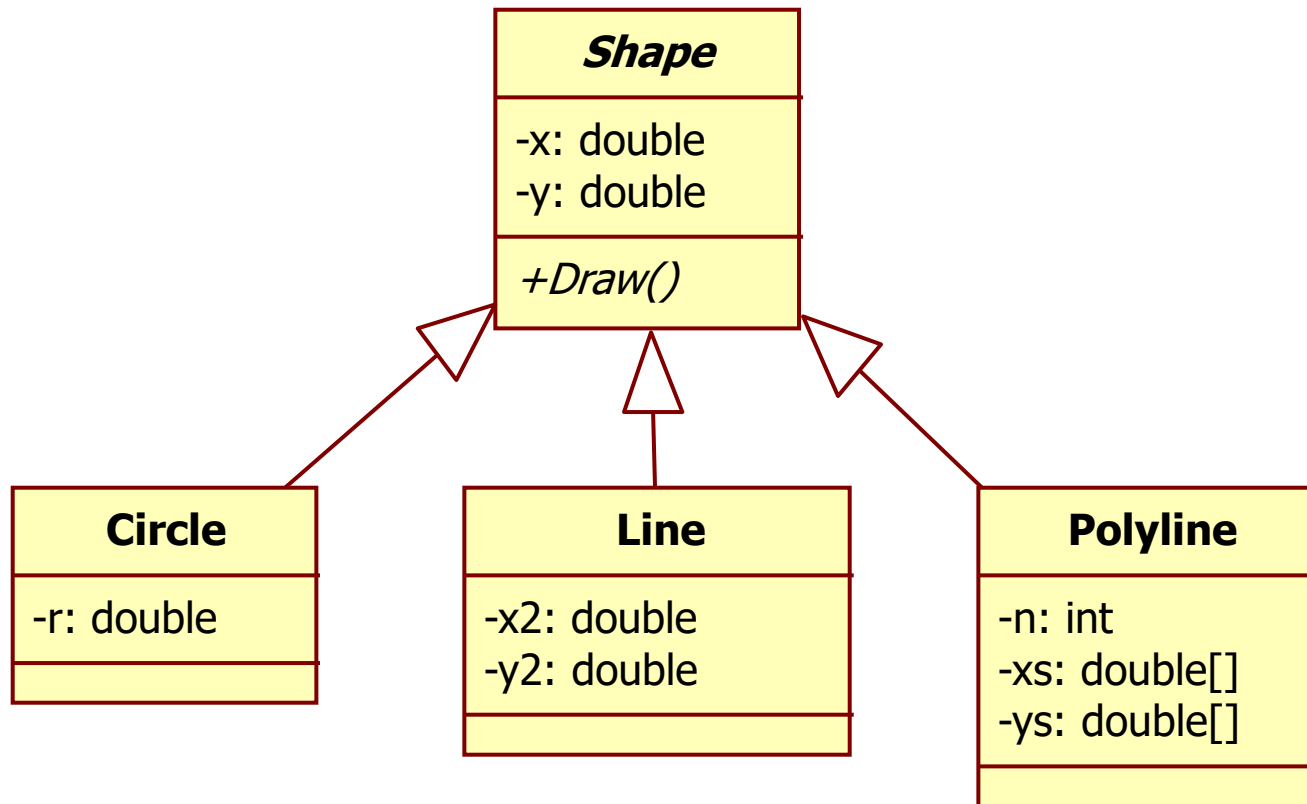 Shape
-x: double
-y: double
+Draw()
Circle
-r: double
Line
-x2: double
-y2: double
Polyline
-n: int
-xs: double[]
-ys: double[]